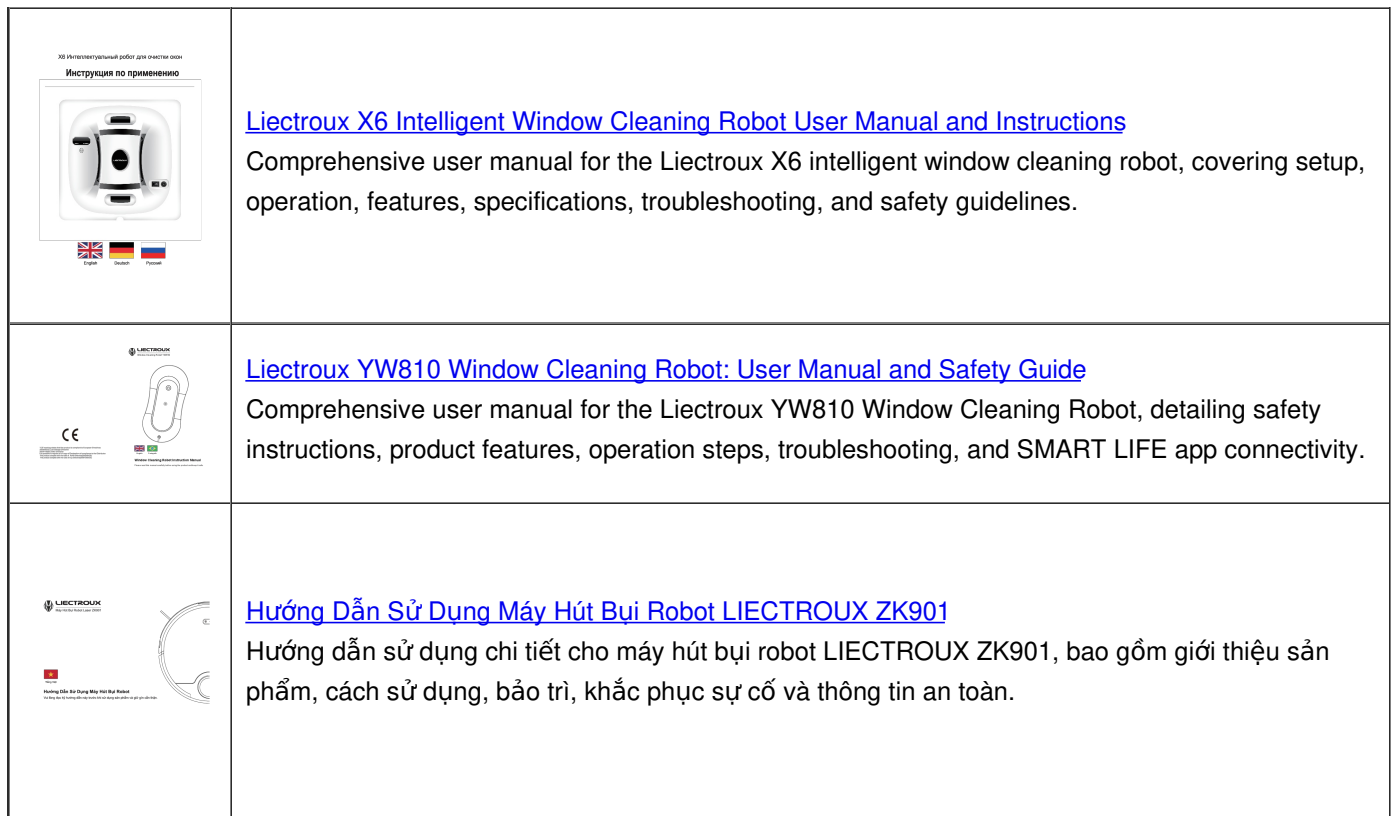 X6 Интеллектуальный робот для очистки окон
Инструкция по применению
LIECTROUX
English Deutsch Русский
Liectroux X6 Intelligent Window Cleaning Robot User Manual and Instructions
Comprehensive user manual for the Liectroux X6 intelligent window cleaning robot, covering setup,
operation, features, specifications, troubleshooting, and safety guidelines.
LIECTROUX
CE
Window Cleaning Robot Instruction Manual
Liectroux YW810 Window Cleaning Robot: User Manual and Safety Guide
Comprehensive user manual for the Liectroux YW810 Window Cleaning Robot, detailing safety
instructions, product features, operation steps, troubleshooting, and SMART LIFE app connectivity.
LIECTROUX
Máy Hút Bụi Robot Laser ZK901
Hướng Dẫn Sử Dụng Máy Hút Bụi Robot
Hướng Dẫn Sử Dụng Máy Hút Bụi Robot LIECTROUX ZK901
Hướng dẫn sử dụng chi tiết cho máy hút bụi robot LIECTROUX ZK901, bao gồm giới thiệu sản
phẩm, cách sử dụng, bảo trì, khắc phục sự cố và thông tin an toàn.